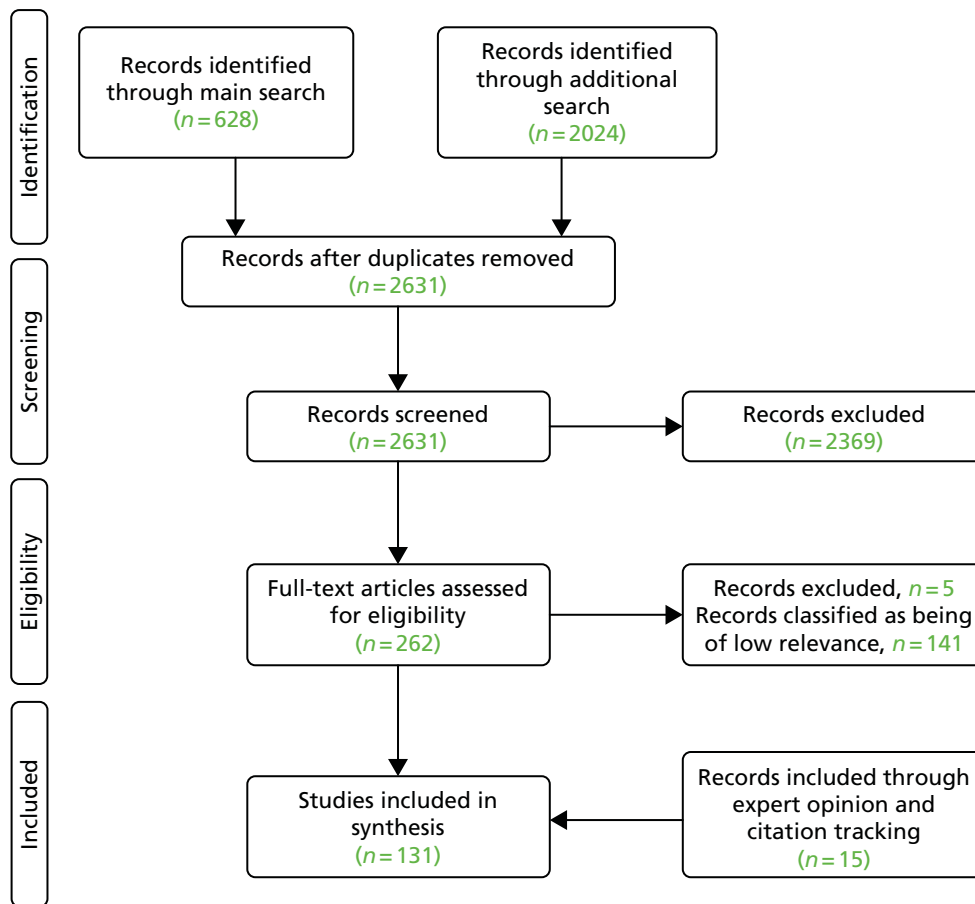 Identification
Records identified
through main search
(n=628)
Records identified
through additional
search
(n=2024)
Records after duplicates removed
(n=2631)
Screening
Records screened
(n=2631)
Records excluded
(n=2369)
Eligibility
Full-text articles assessed
for eligibility
(n=262)
Records excluded, n=5
Records classified as being
of low relevance, n=141
Included
Studies included in
synthesis
(n=131)
Records included through
expert opinion and
citation tracking
(n=15)